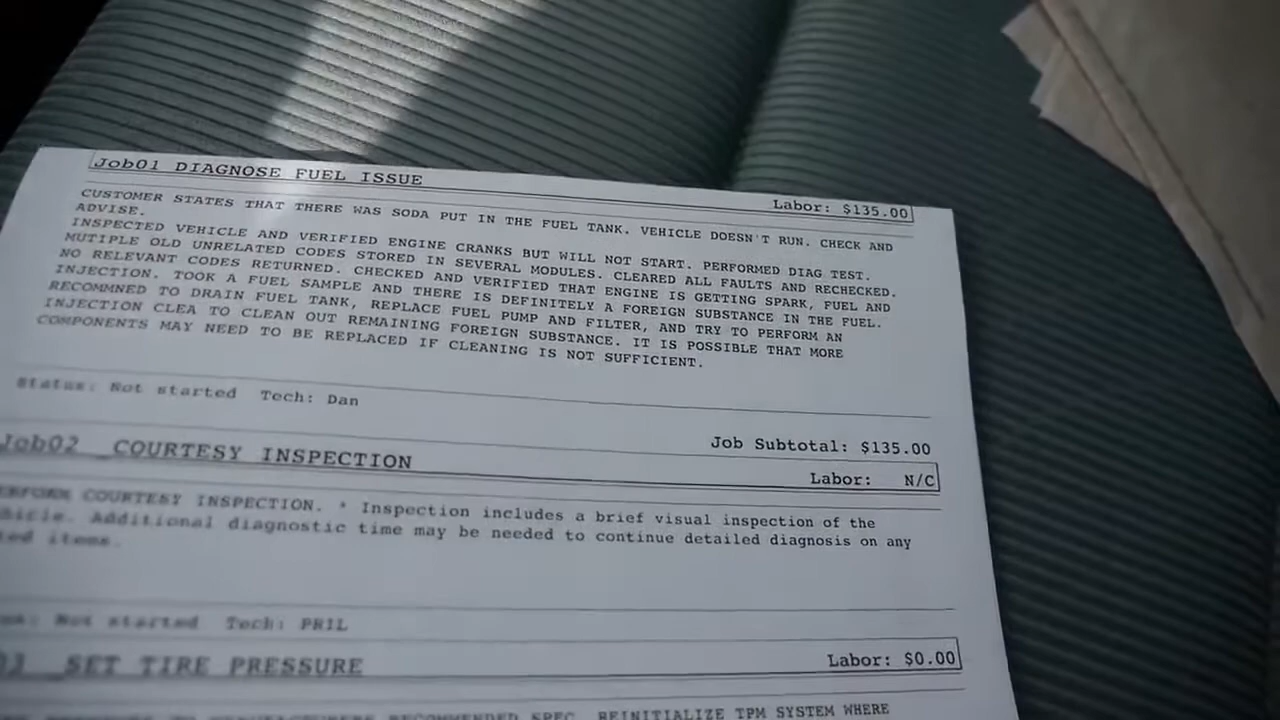 Job01 DIAGNOSE FUEL ISSUE
Labor: $135.00
CUSTOMER STATES THAT THERE WAS SODA PUT IN THE FUEL TANK. VEHICLE DOESN'T RUN. CHECK AND
ADVISE.
INSPECTED VEHICLE AND VERIFIED ENGINE CRANKS BUT WILL NOT START. PERFORMED DIAG TEST.
MUTIPLE OLD UNRELATED CODES STORED IN SEVERAL MODULES. CLEARED ALL FAULTS AND RECHECKED.
NO RELEVANT CODES RETURNED. CHECKED AND VERIFIED THAT ENGINE IS GETTING SPARK, FUEL AND
INJECTION. TOOK A FUEL SAMPLE AND THERE IS DEFINITELY A FOREIGN SUBSTANCE IN THE FUEL.
RECOMMNED TO DRAIN FUEL TANK, REPLACE FUEL PUMP AND FILTER, AND TRY TO PERFORM AN
INJECTION CLEA TO CLEAN OUT REMAINING FOREIGN SUBSTANCE. IT IS POSSIBLE THAT MORE
COMPONENTS MAY NEED TO BE REPLACED IF CLEANING IS NOT SUFFICIENT.
Status: Not started Tech: Dan
Job Subtotal: $135.00
Job02 COURTESY INSPECTION
Labor: N/C
COURTESY INSPECTION. * Inspection includes a brief visual inspection of the
Additional diagnostic time may be needed to continue detailed diagnosis on any
items.
Not started Tech: PRIL
SET TIRE PRESSURE
Labor: $0.00
RECOMMENDED SPEC. REINITIALIZE TPM SYSTEM WHERE